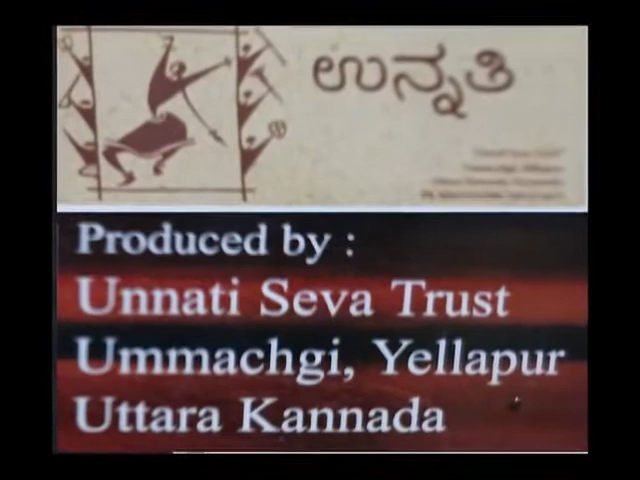 ಉನ್ನತಿ
Produced by :
Unnati Seva Trust
Ummachgi, Yellapur
Uttara Kannada